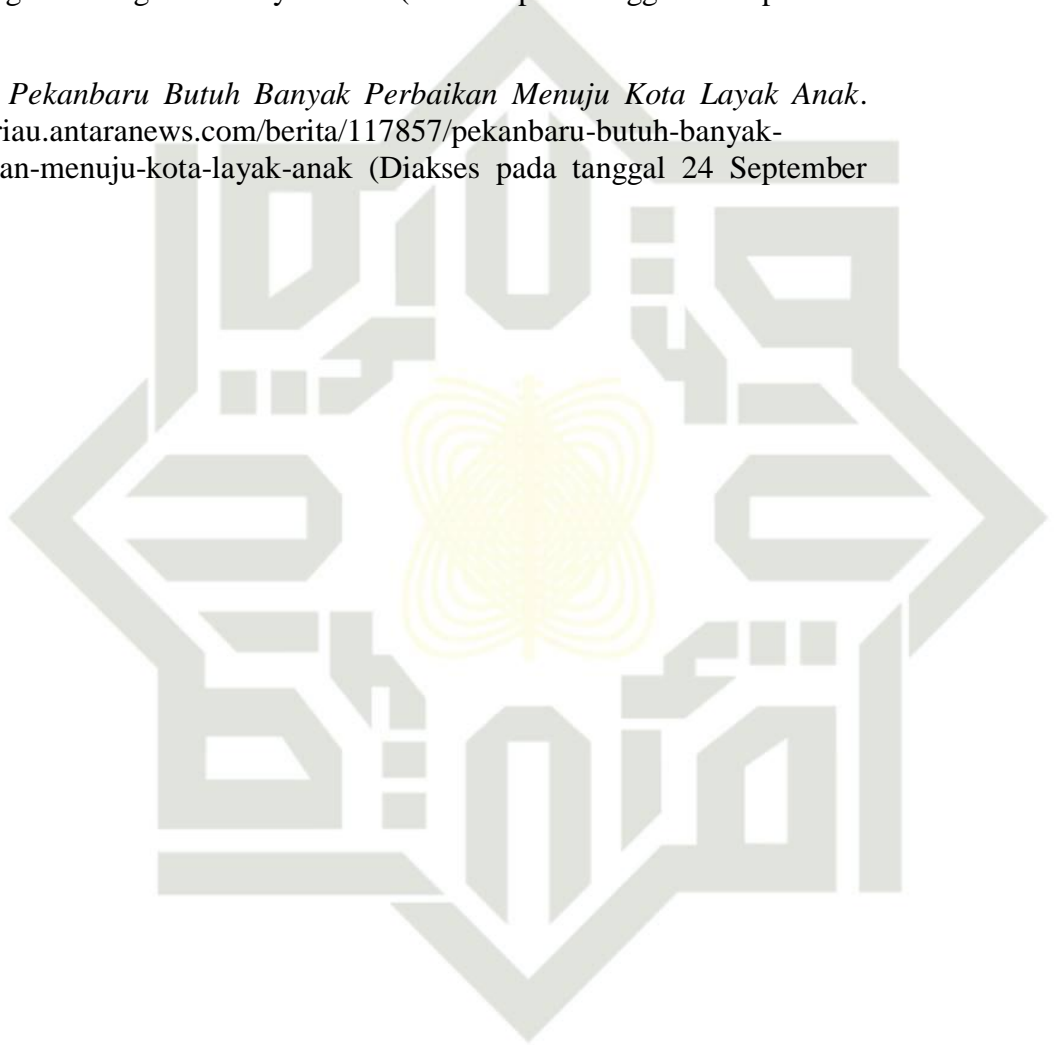 Pekanbaru Butuh Banyak Perbaikan Menuju Kota Layak Anak.
riau.antaranews.com/berita/117857/pekanbaru-butuh-banyak-
an-menuju-kota-layak-anak (Diakses pada tanggal 24 September